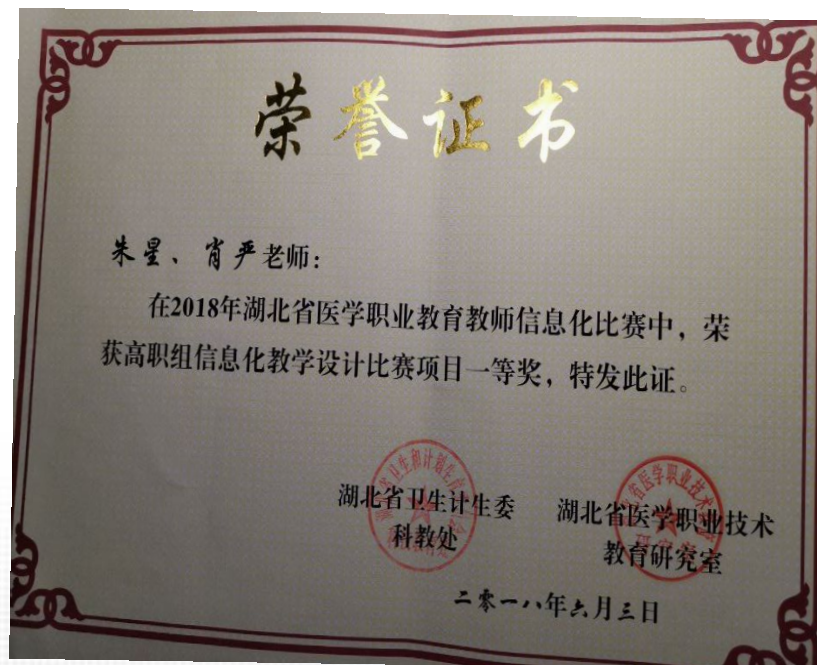 荣誉证书
朱星、肖严老师：
在2018年湖北省医学职业教育教师信息化比赛中，荣
获高职组信息化教学设计比赛项目一等奖，特发此证。
湖北省卫生计生委 湖北省医学职业技术
科教处 教育研究室
二零一八年六月三日